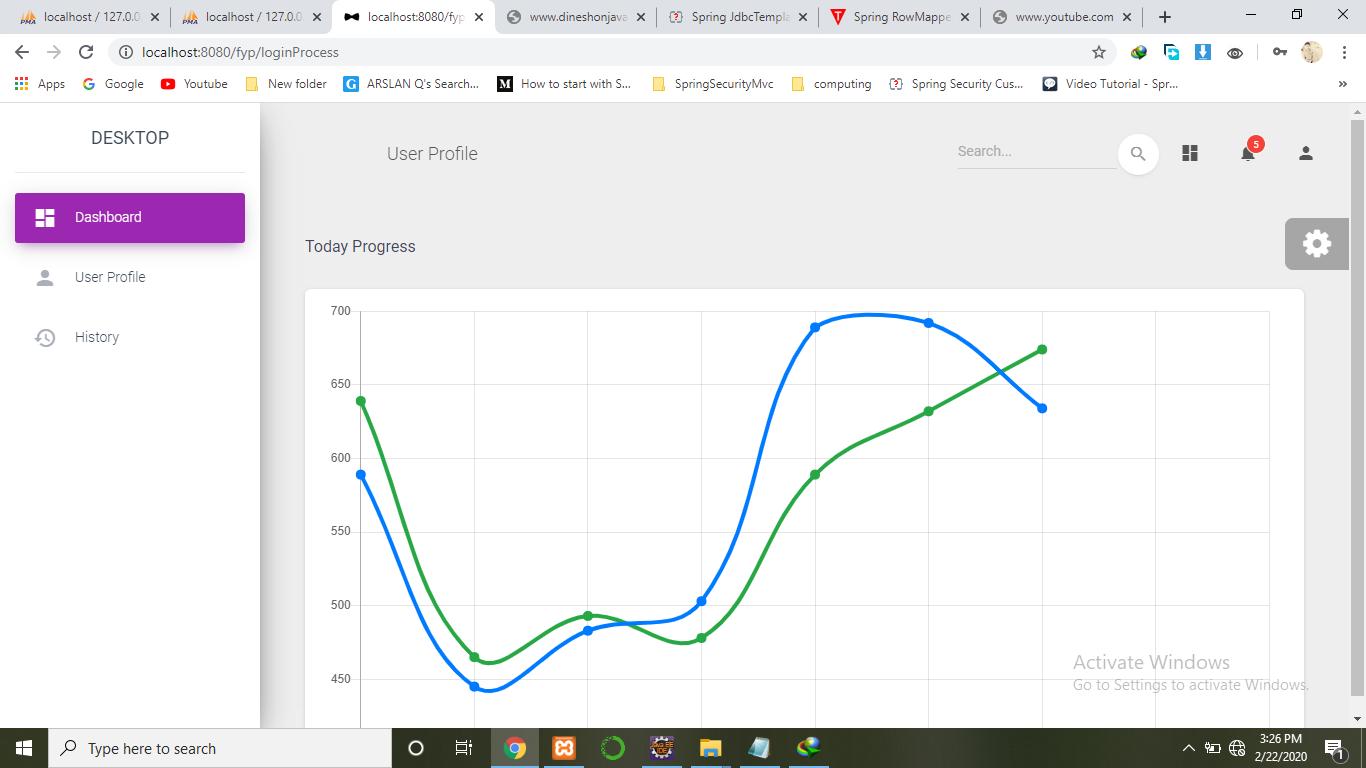 localhost / 127.0.0
localhost / 127.0.0
localhost:8080/fyp
www.dineshonjava
Spring JdbcTempla
Spring RowMappe
www.youtube.com
localhost:8080/fyp/loginProcess
Apps
Google
Youtube
New folder
ARSLAN Q's Search...
How to start with S...
SpringSecurityMvc
computing
Spring Security Cus...
Video Tutorial - Spr...
DESKTOP
User Profile
Search...
5
Dashboard
User Profile
History
Today Progress
700
650
600
550
500
450
Activate Windows
Go to Settings to activate Windows.
Type here to search
3:26 PM
2/22/2020
1